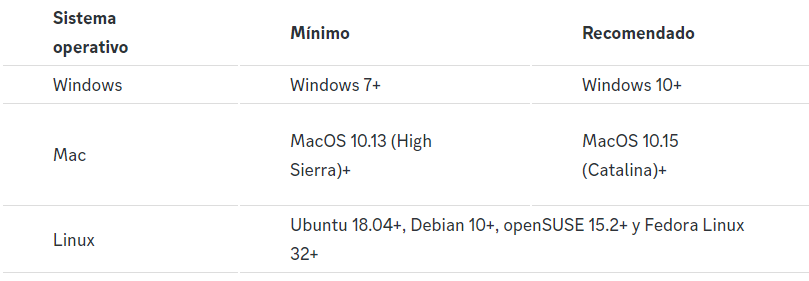 Sistema
operativo
Mínimo
Recomendado
Windows
Windows 7+
Windows 10+
Mac
MacOS 10.13 (High
Sierra)+
MacOS 10.15
(Catalina)+
Linux
Ubuntu 18.04+, Debian 10+, openSUSE 15.2+ y Fedora Linux
32+